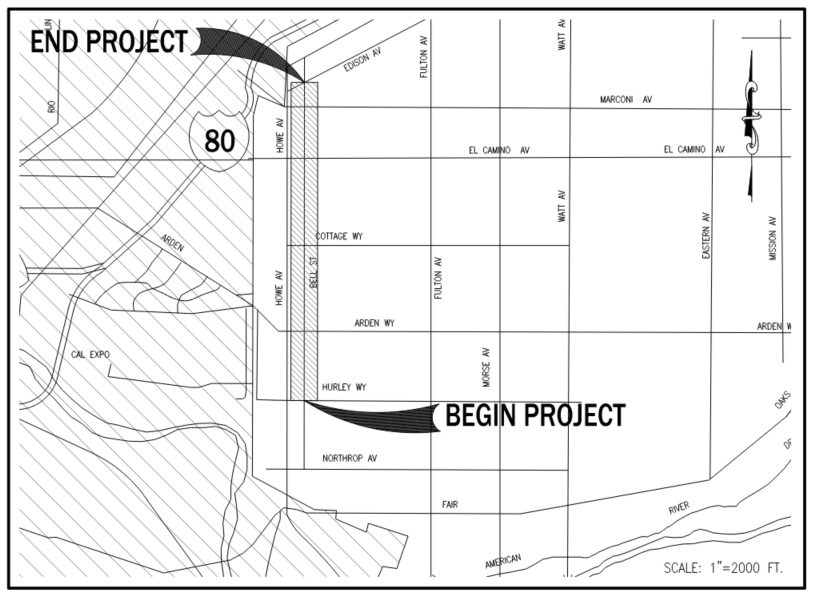 LIN
END PROJECT
EDISON AV
FULTON AV
WATT AV
RIO
MARCONI AV
80
HOWE AV
EL CAMINO AV
EL CAMINO AV
WATT AV
ARDEN
COTTAGE WY
EASTERN AV
MISSION AV
HOWE AV
BELL ST
FULTON AV
ARDEN WY
ARDEN W
CAL EXPO
MORSE AV
HURLEY WY
BEGIN PROJECT
OAKS
NORTHROP AV
FAIR
RIVER
AMERICAN
SCALE: 1"=2000 FT.